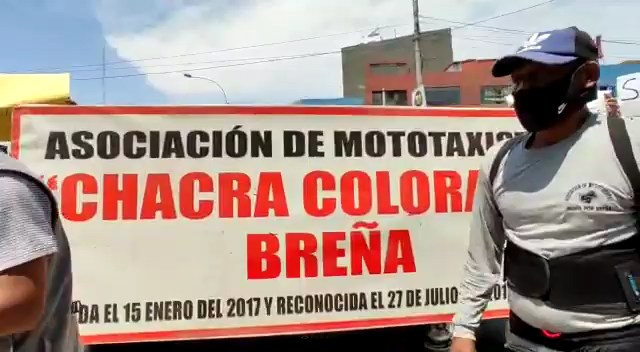 ASOCIACIÓN DE MOTOTAXIS
"CHACRA COLORA
BREÑA
DA EL 15 ENERO DEL 2017 Y RECONOCIDA EL 27 DE JULIO
S